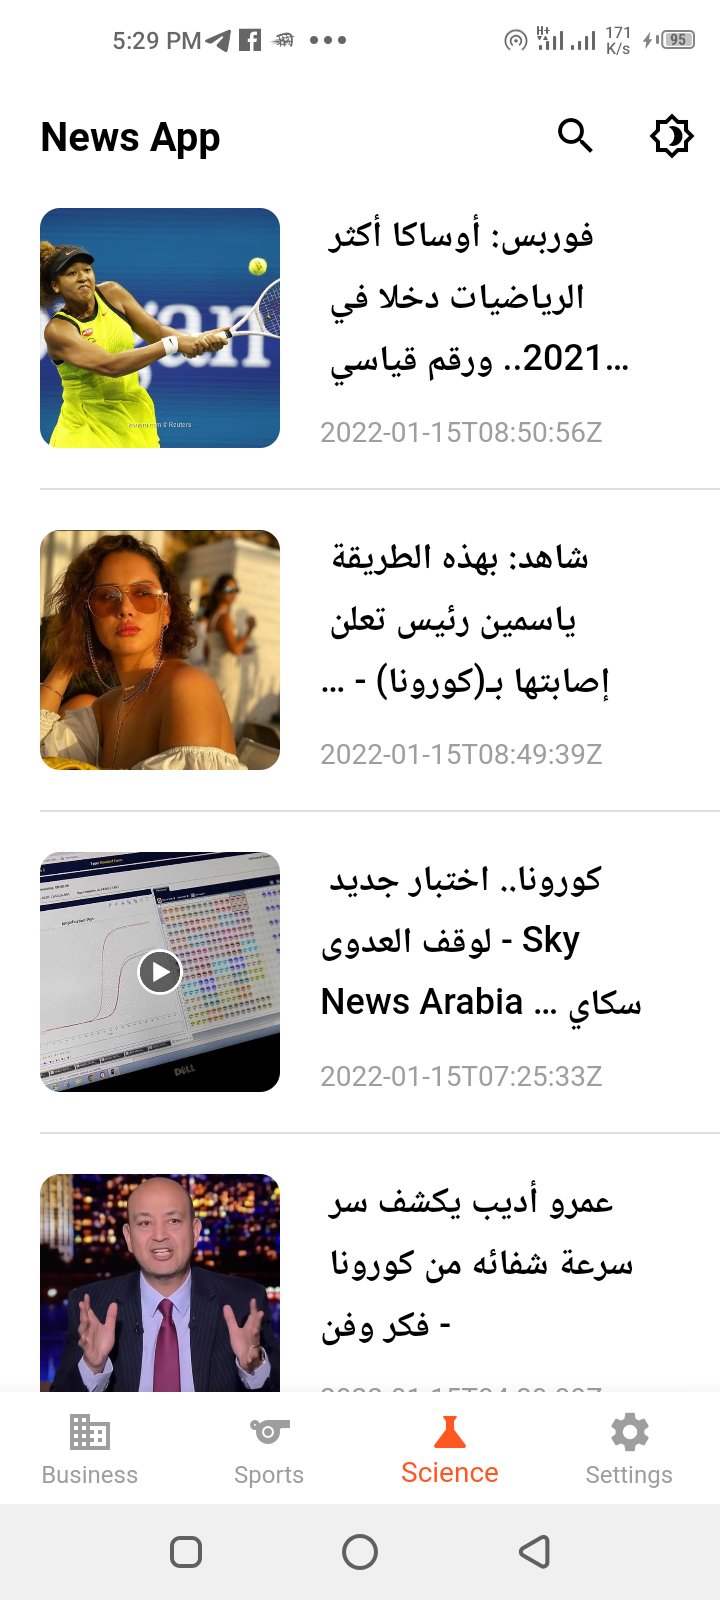 5:29 PM
171
K/s
95
News App
فوربس: أوساكا أكثر
الرياضيات دخلا في
2021.. ورقم قياسي...
2022-01-15T08:50:56Z
شاهد: بهذه الطريقة
ياسمين رئيس تعلن
إصابتها بـ(كورونا) - ...
2022-01-15T08:49:39Z
كورونا.. اختبار جديد
لوقف العدوى - Sky
News Arabia سكاي ...
2022-01-15T07:25:33Z
DELL
عمرو أديب يكشف سر
سرعة شفائه من كورونا
- فكر وفن
Business
Sports
Science
Settings